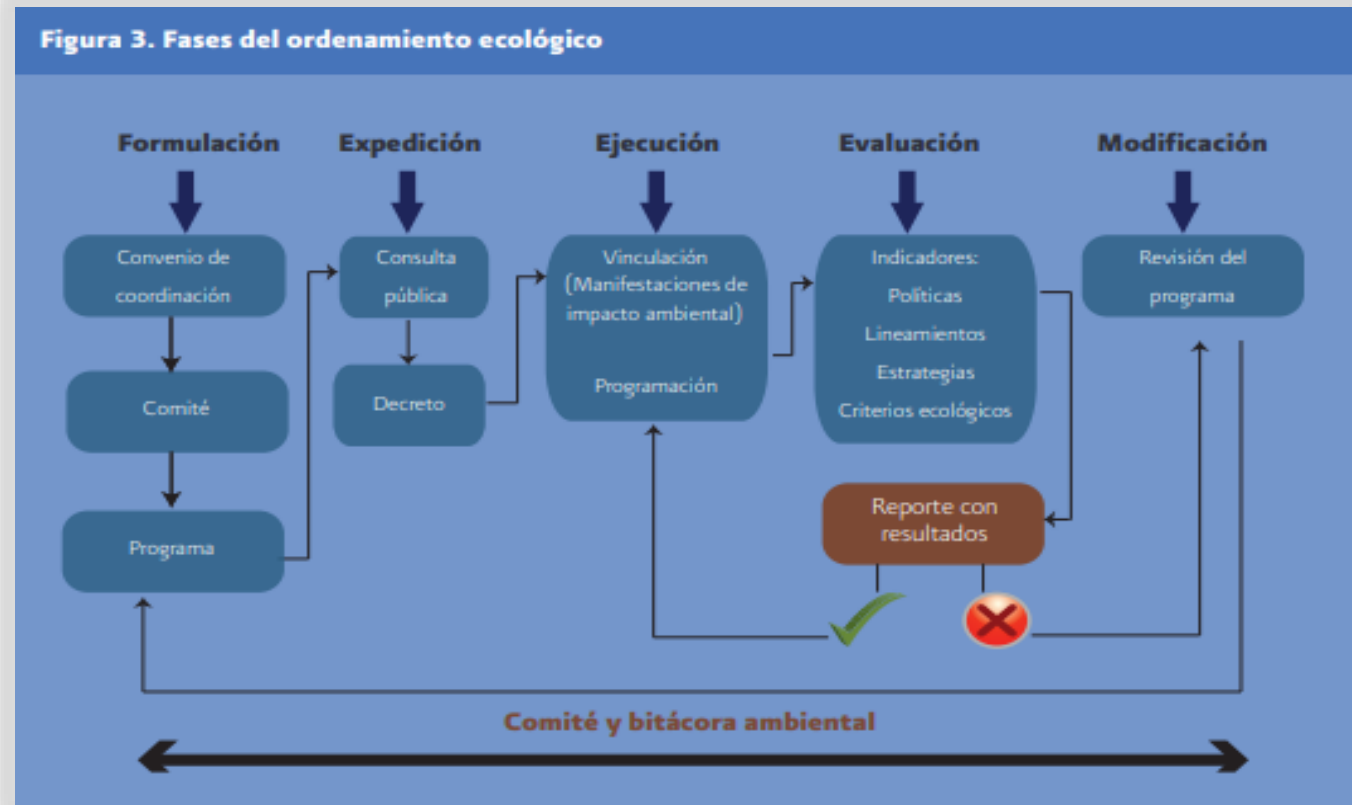 Figura 3. Fases del ordenamiento ecológico
Formulación
Expedición
Ejecución
Evaluación
Modificación
Convenio de
coordinación
Comité
Programa
Consulta
pública
Decreto
Vinculación
(Manifestaciones de
impacto ambiental)
Programación
Indicadores:
Políticas
Lineamientos
Estrategias
Criterios ecológicos
Reporte con
resultados
Revisión del
programa
Comité y bitácora ambiental